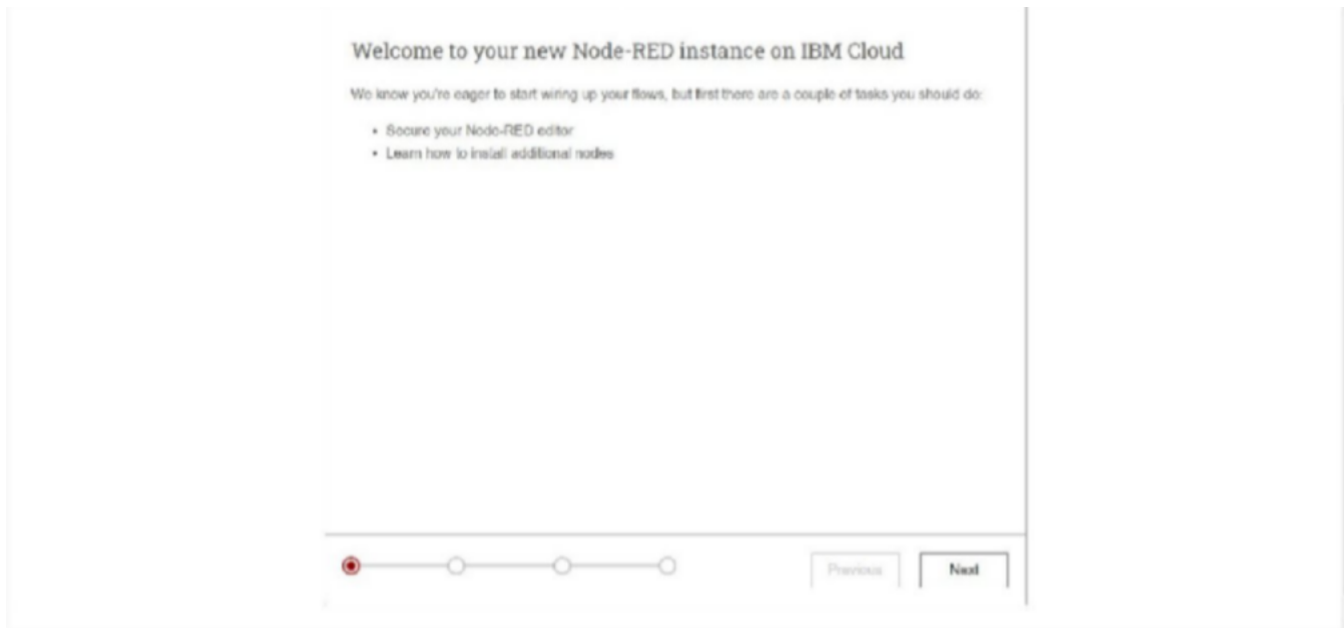 Welcome to your new Node-RED instance on IBM Cloud
We know you're eager to start wiring up your flows, but first there are a couple of tasks you should do:
• Secure your Node-RED editor
• Learn how to install additional nodes
Previous
Next